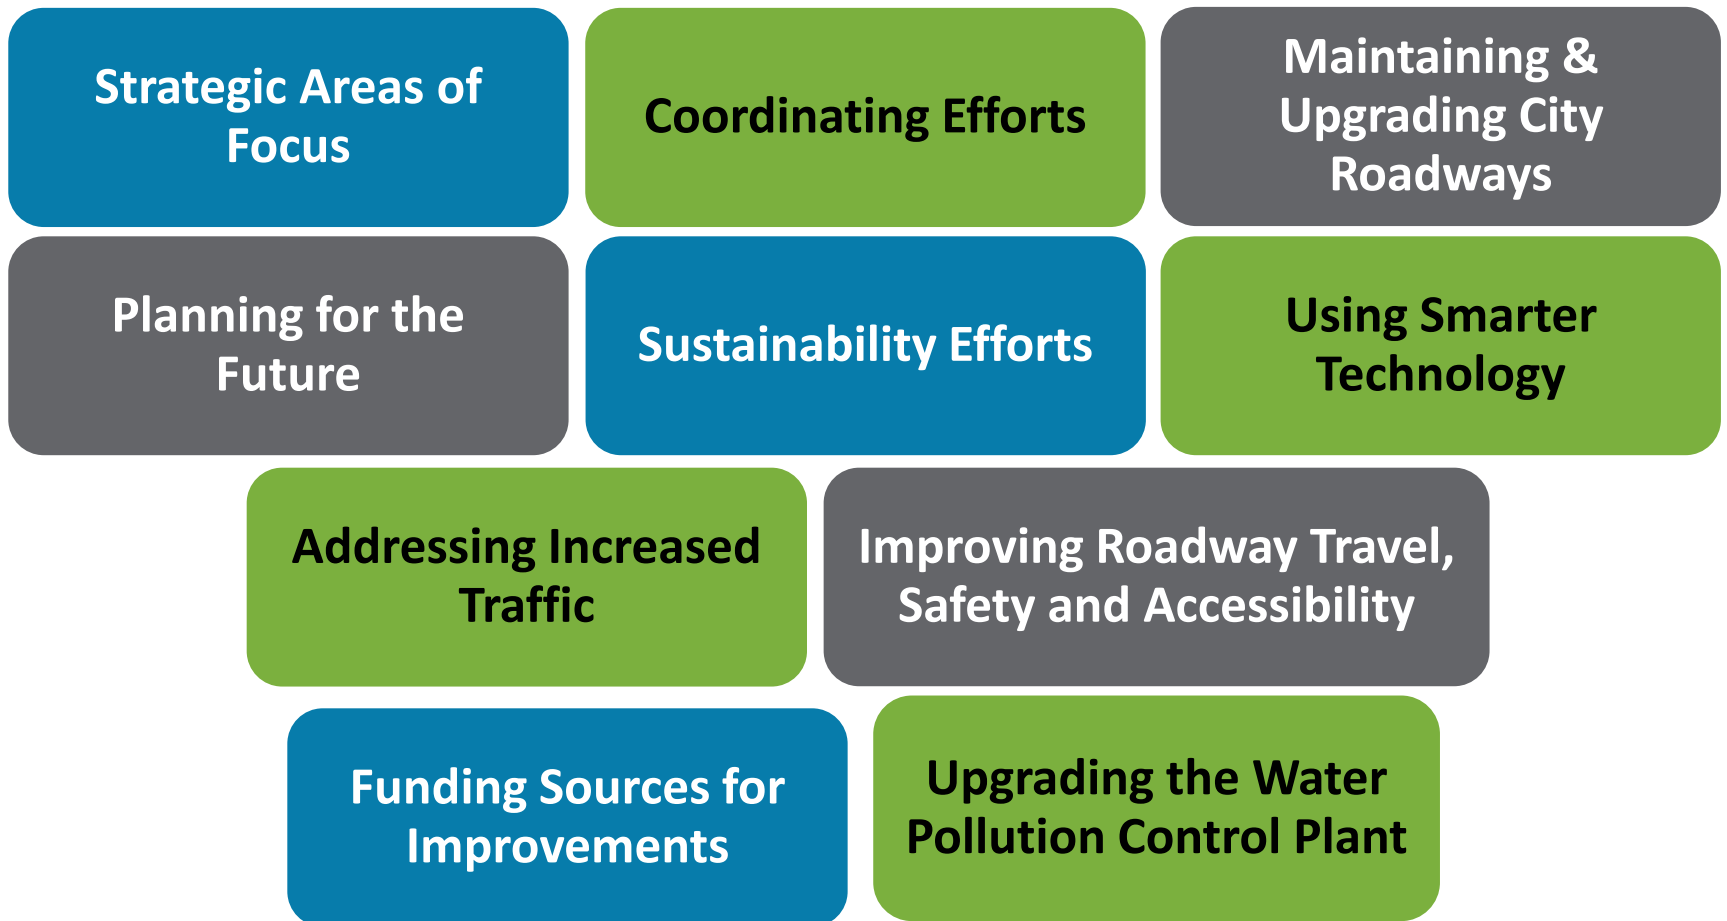 Strategic Areas of
Focus
Coordinating Efforts
Maintaining &
Upgrading City
Roadways
Planning for the
Future
Sustainability Efforts
Using Smarter
Technology
Addressing Increased
Traffic
Improving Roadway Travel,
Safety and Accessibility
Funding Sources for
Improvements
Upgrading the Water
Pollution Control Plant